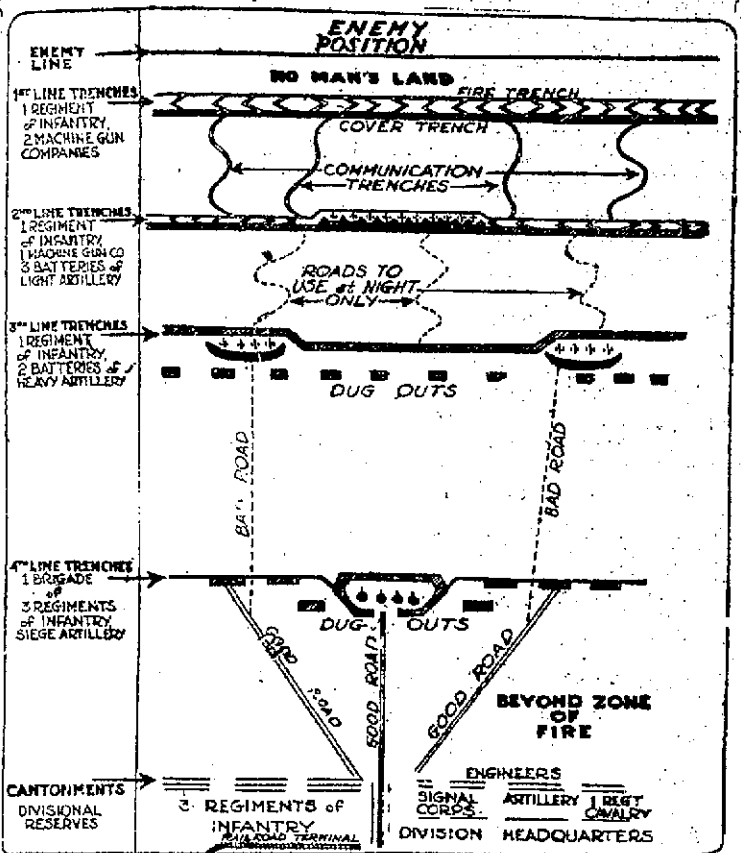 ENEMY
POSITION
ENEMY
LINE
NO MAN'S LAND
1ST LINE TRENCHES
1 REGIMENT
of INFANTRY,
2 MACHINE GUN
COMPANIES
FIRE TRENCH
COVER TRENCH
COMMUNICATION
TRENCHES
2ND LINE TRENCHES
1 REGIMENT
of INFANTRY
1 MACHINE GUN CO
3 BATTERIES of
LIGHT ARTILLERY
ROADS TO
USE at NIGHT
ONLY
3RD LINE TRENCHES
1 REGIMENT
of INFANTRY,
2 BATTERIES of
HEAVY ARTILLERY
DUG OUTS
BAD ROAD
BAD ROAD
4TH LINE TRENCHES
1 BRIGADE
of
3 REGIMENTS
of INFANTRY,
SIEGE ARTILLERY
DUG OUTS
GOOD ROAD
GOOD ROAD
GOOD ROAD
BEYOND ZONE
OF
FIRE
CANTONMENTS
DIVISIONAL
RESERVES
3 REGIMENTS of
INFANTRY
RAILROAD TERMINAL
ENGINEERS
SIGNAL
CORPS
ARTILLERY
1 REGT
CAVALRY
DIVISION HEADQUARTERS